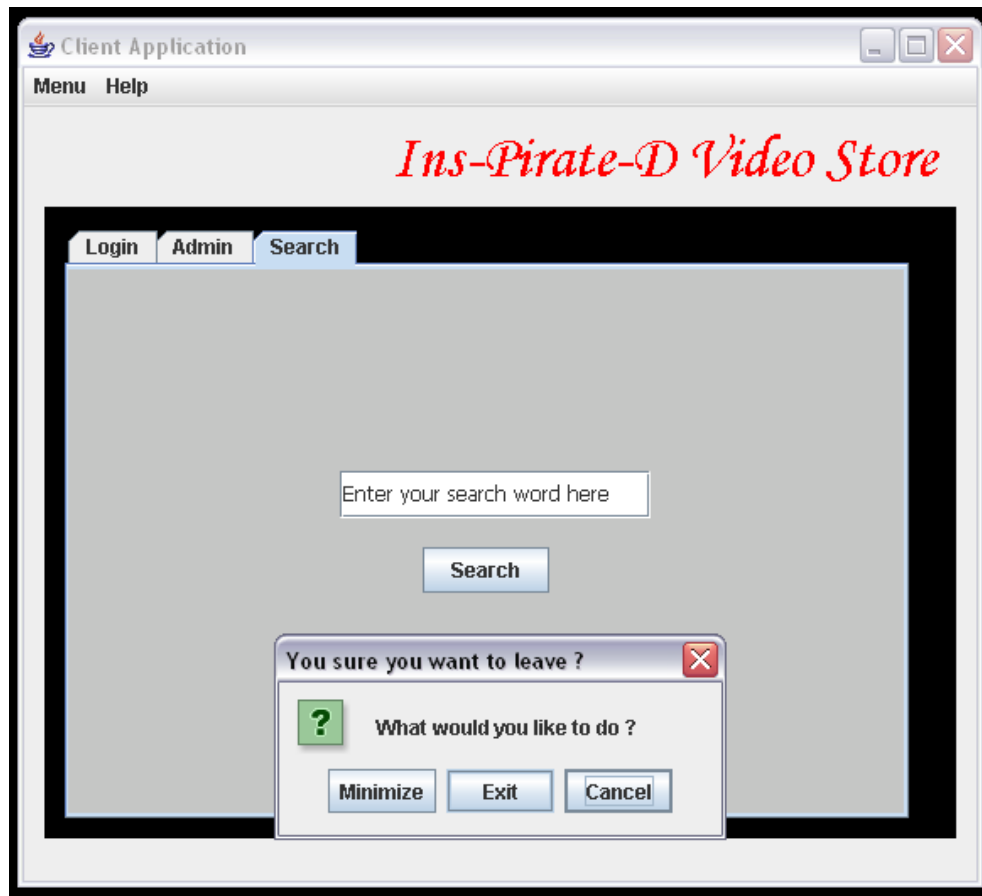 Client Application
Menu Help
Ins-Pirate-D Video Store
Login Admin Search
Enter your search word here
Search
You sure you want to leave ?
What would you like to do ?
Minimize Exit Cancel